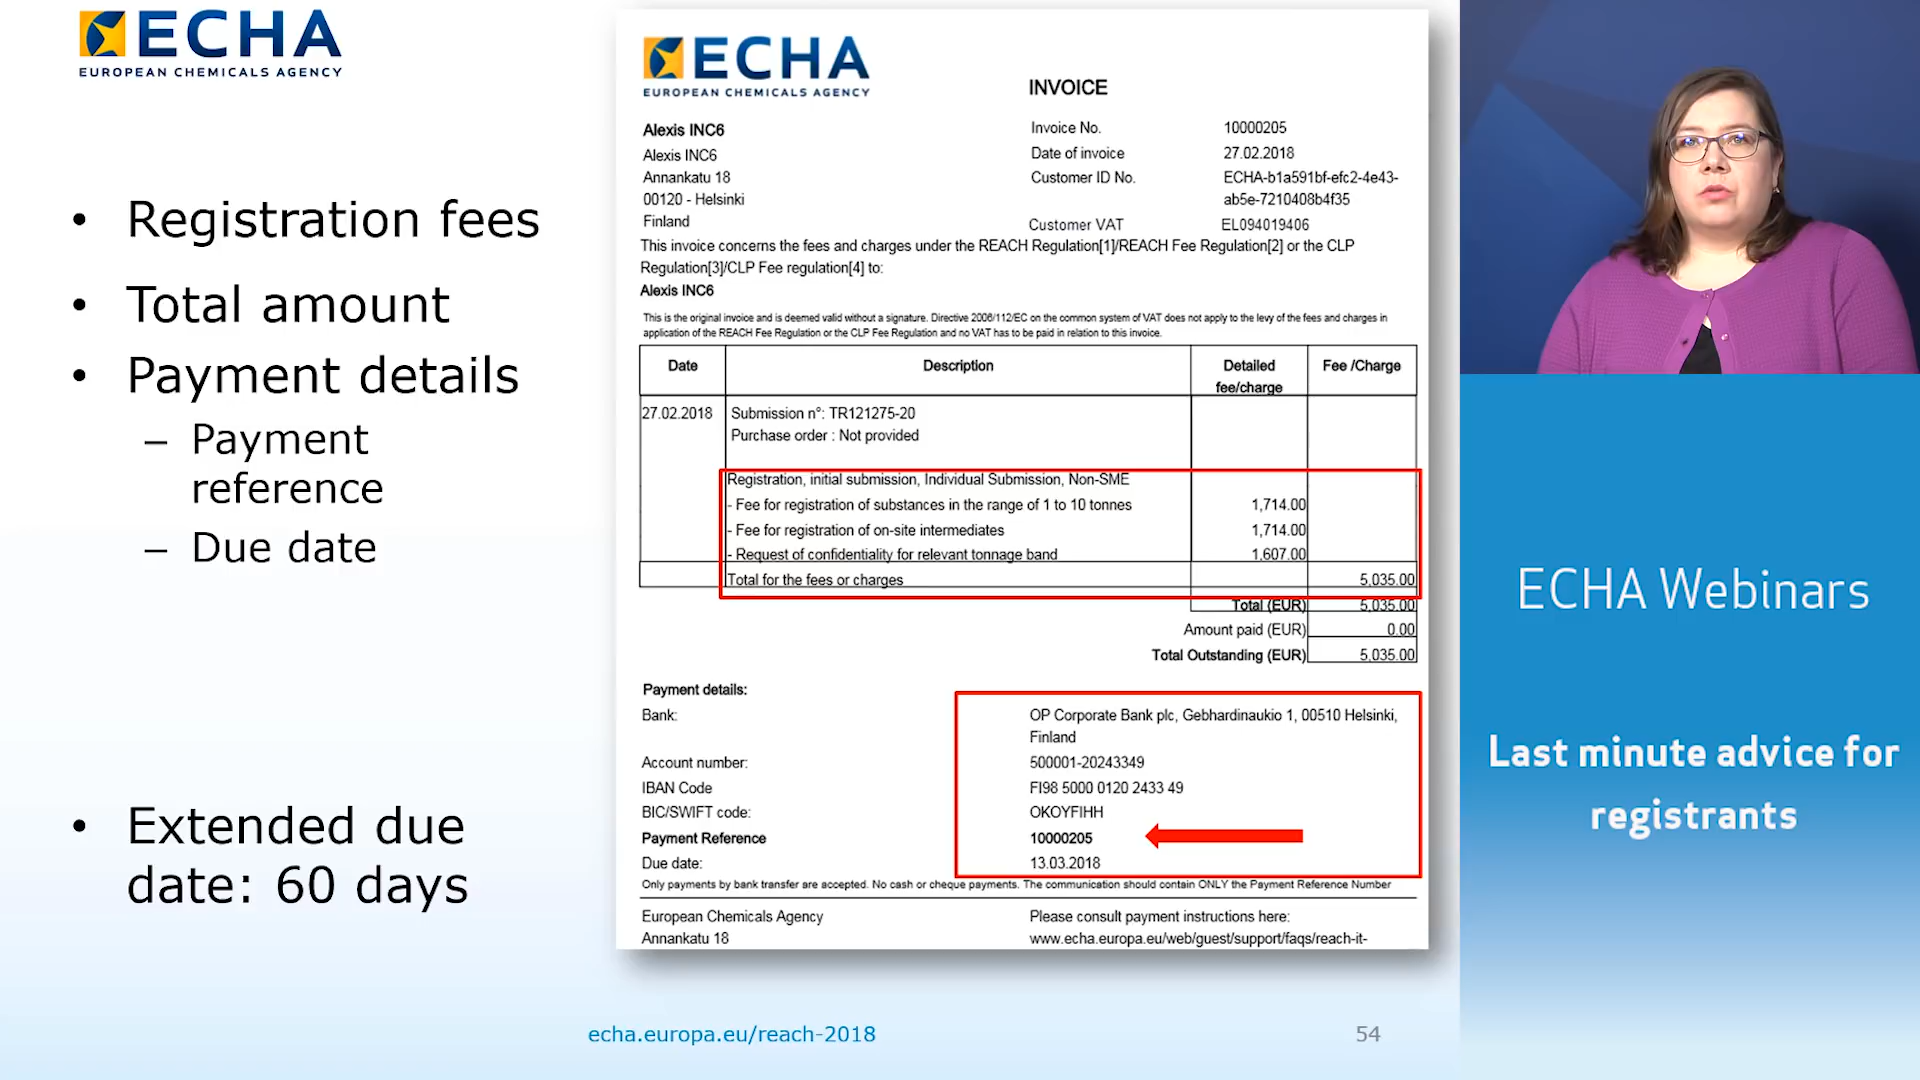 ECHA
EUROPEAN CHEMICALS AGENCY
• Registration fees
• Total amount
• Payment details
– Payment
reference
– Due date
• Extended due
date: 60 days
ECHA
EUROPEAN CHEMICALS AGENCY
INVOICE
Alexis INC6
Alexis INC6
Annankatu 18
00120 - Helsinki
Finland
Invoice No. 10000205
Date of invoice 27.02.2018
Customer ID No. ECHA-b1a591bf-efc2-4e43-
ab5e-7210408b4f35
Customer VAT EL094019406
This invoice concerns the fees and charges under the REACH Regulation[1]/REACH Fee Regulation[2] or the CLP
Regulation[3]/CLP Fee regulation[4] to:
Alexis INC6
This is the original invoice and is deemed valid without a signature. Directive 2006/112/EC on the common system of VAT does not apply to the levy of the fees and charges in
application of the REACH Fee Regulation or the CLP Fee Regulation and no VAT has to be paid in relation to this invoice.
Date Description Detailed Fee /Charge
fee/charge
27.02.2018 Submission n°: TR121275-20
Purchase order : Not provided
Registration, initial submission, Individual Submission, Non-SME
- Fee for registration of substances in the range of 1 to 10 tonnes 1,714.00
- Fee for registration of on-site intermediates 1,714.00
- Request of confidentiality for relevant tonnage band 1,607.00
Total for the fees or charges 5,035.00
Total (EUR) 5,035.00
Amount paid (EUR) 0.00
Total Outstanding (EUR) 5,035.00
Payment details:
Bank: OP Corporate Bank plc, Gebhardinaukio 1, 00510 Helsinki,
Finland
Account number: 500001-20243349
IBAN Code FI98 5000 0120 2433 49
BIC/SWIFT code: OKOYFIHH
Payment Reference 10000205
Due date: 13.03.2018
Only payments by bank transfer are accepted. No cash or cheque payments. The communication should contain ONLY the Payment Reference Number
European Chemicals Agency Please consult payment instructions here:
Annankatu 18 www.echa.europa.eu/web/guest/support/faqs/reach-it-
echa.europa.eu/reach-2018
54
ECHA Webinars
Last minute advice for
registrants